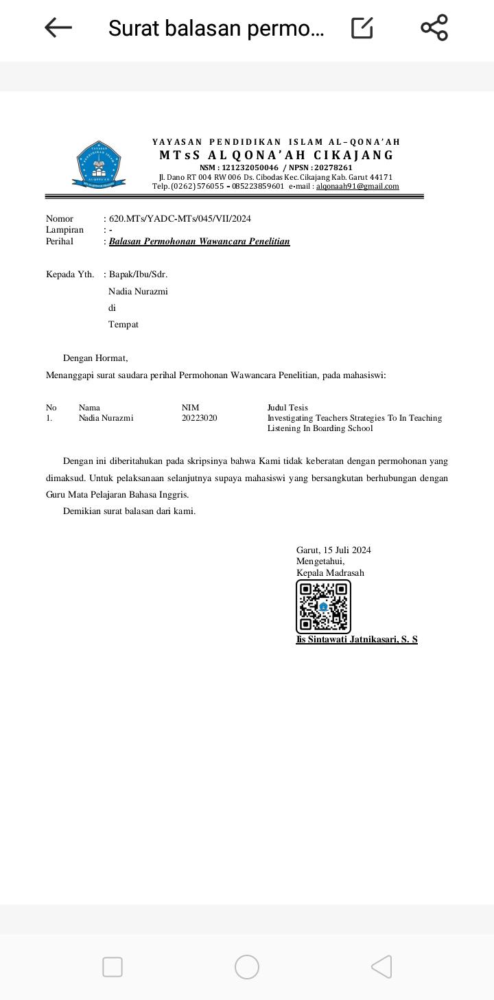 Surat balasan permo...
YAYASAN PENDIDIKAN ISLAM AL–QONA’AH
MTsS AL QONA’AH CIKAJANG
NSM : 121232050046 / NPSN : 20278261
Jl. Dano RT 004 RW 006 Ds. Cibodas Kec. Cikajang Kab. Garut 44171
Telp. (0262) 576055 – 085223859601 e-mail : alqonaah91@gmail.com
Nomor : 620.MTs/YADC-MTs/045/VII/2024
Lampiran : -
Perihal : Balasan Permohonan Wawancara Penelitian
Kepada Yth. : Bapak/Ibu/Sdr.
Nadia Nurazmi
di
Tempat
Dengan Hormat,
Menanggapi surat saudara perihal Permohonan Wawancara Penelitian, pada mahasiswi:
No Nama NIM Judul Tesis
1. Nadia Nurazmi 20223020 Investigating Teachers Strategies To In Teaching
Listening In Boarding School
Dengan ini diberitahukan pada skripsinya bahwa Kami tidak keberatan dengan permohonan yang
dimaksud. Untuk pelaksanaan selanjutnya supaya mahasiswi yang bersangkutan berhubungan dengan
Guru Mata Pelajaran Bahasa Inggris.
Demikian surat balasan dari kami.
Garut, 15 Juli 2024
Mengetahui,
Kepala Madrasah
Iis Sintawati Jatnikasari, S. S